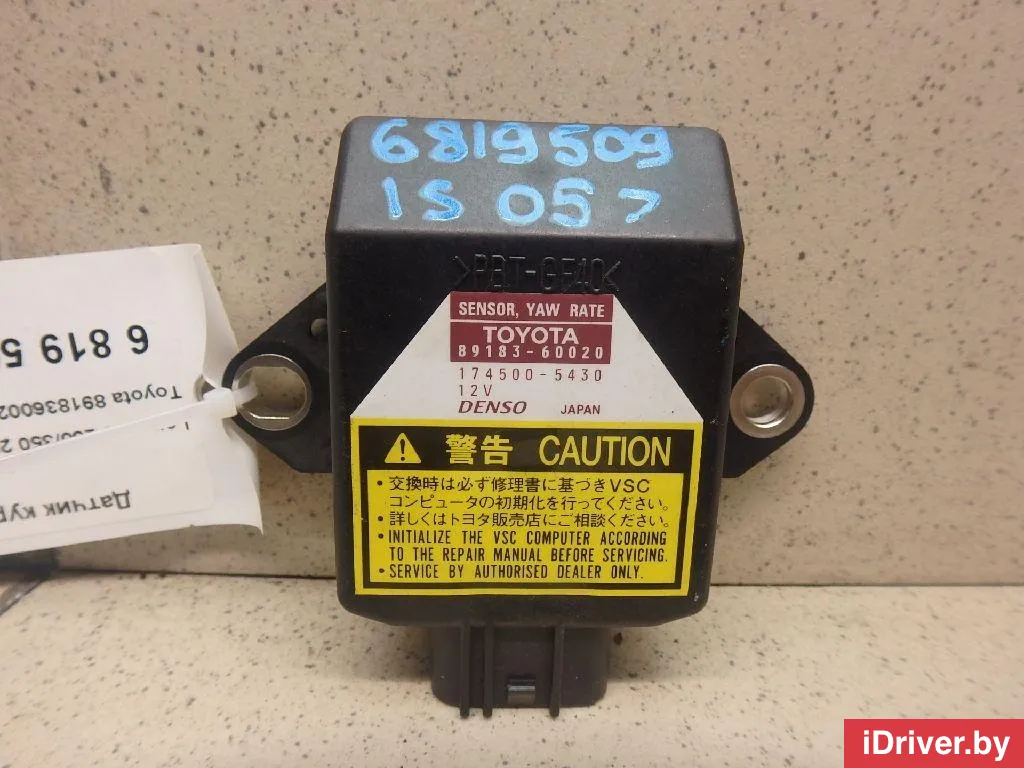 6819509
IS 05>
>PBT-GF40<
SENSOR, YAW RATE
TOYOTA
89183-60020
174500-5430
12V
DENSO JAPAN
警告 CAUTION
・交換時は必ず修理書に基づきVSC
コンピュータの初期化を行ってください。
・詳しくはトヨタ販売店にご相談ください。
・INITIALIZE THE VSC COMPUTER ACCORDING
TO THE REPAIR MANUAL BEFORE SERVICING.
・SERVICE BY AUTHORISED DEALER ONLY.
6 819 5
Toyota 891836002
/350 2
Датчик кур
iDriver.by